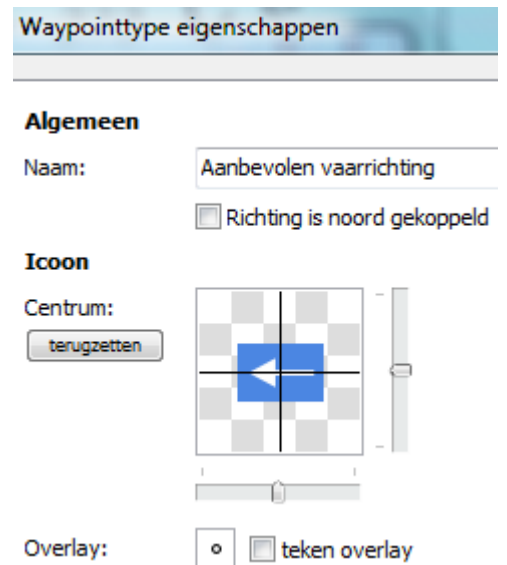 Waypointtype eigenschappen
Algemeen
Naam: Aanbevolen vaarrichting
Richting is noord gekoppeld
Icoon
Centrum:
terugzetten
Overlay: teken overlay